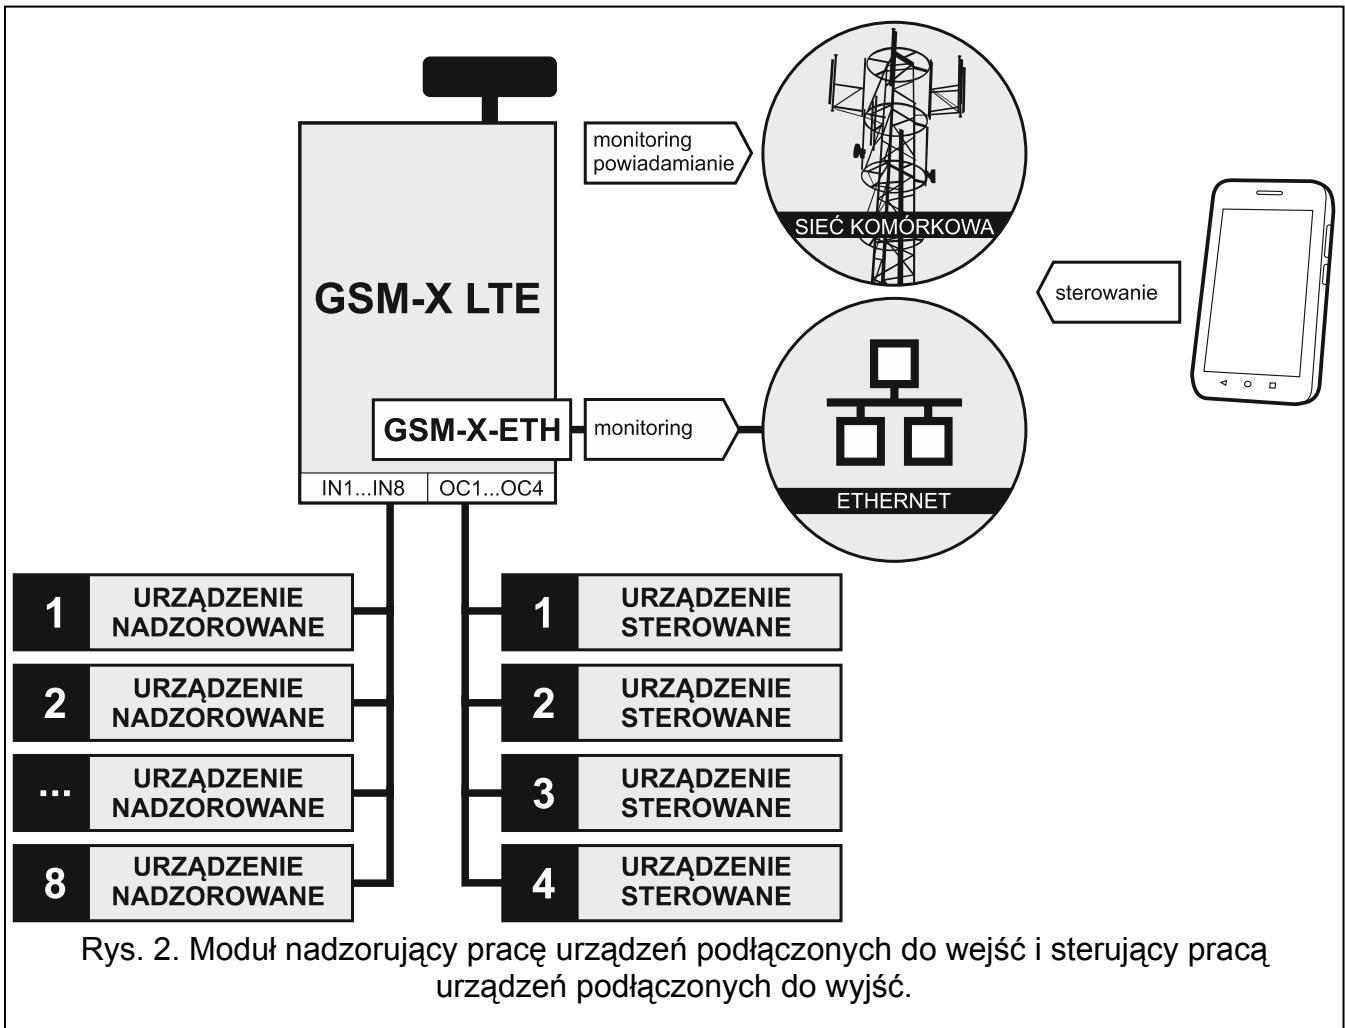 monitoring
powiadamianie
SIEĆ KOMÓRKOWA
GSM-X LTE
sterowanie
GSM-X-ETH
monitoring
IN1...IN8
OC1...OC4
ETHERNET
1
URZĄDZENIE
NADZOROWANE
2
URZĄDZENIE
NADZOROWANE
...
URZĄDZENIE
NADZOROWANE
8
URZĄDZENIE
NADZOROWANE
1
URZĄDZENIE
STEROWANE
2
URZĄDZENIE
STEROWANE
3
URZĄDZENIE
STEROWANE
4
URZĄDZENIE
STEROWANE
Rys. 2. Moduł nadzorujący pracę urządzeń podłączonych do wejść i sterujący pracą
urządzeń podłączonych do wyjść.